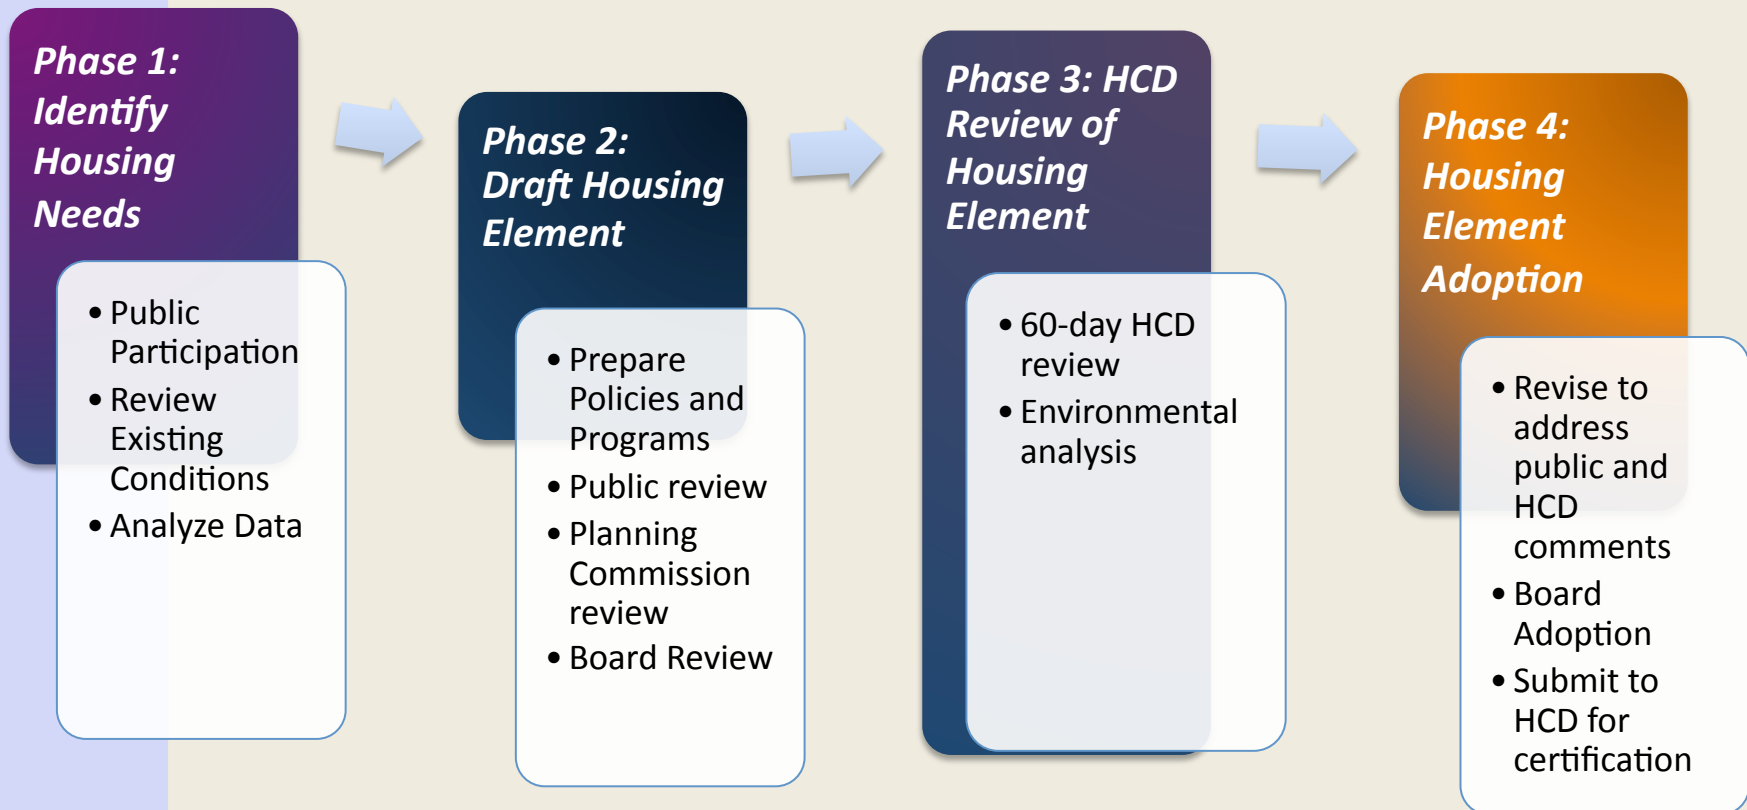 Phase 1:
Identify
Housing
Needs
• Public
Participation
• Review
Existing
Conditions
• Analyze Data
Phase 2:
Draft Housing
Element
• Prepare
Policies and
Programs
• Public review
• Planning
Commission
review
• Board Review
Phase 3: HCD
Review of
Housing
Element
• 60-day HCD
review
• Environmental
analysis
Phase 4:
Housing
Element
Adoption
• Revise to
address
public and
HCD
comments
• Board
Adoption
• Submit to
HCD for
certification